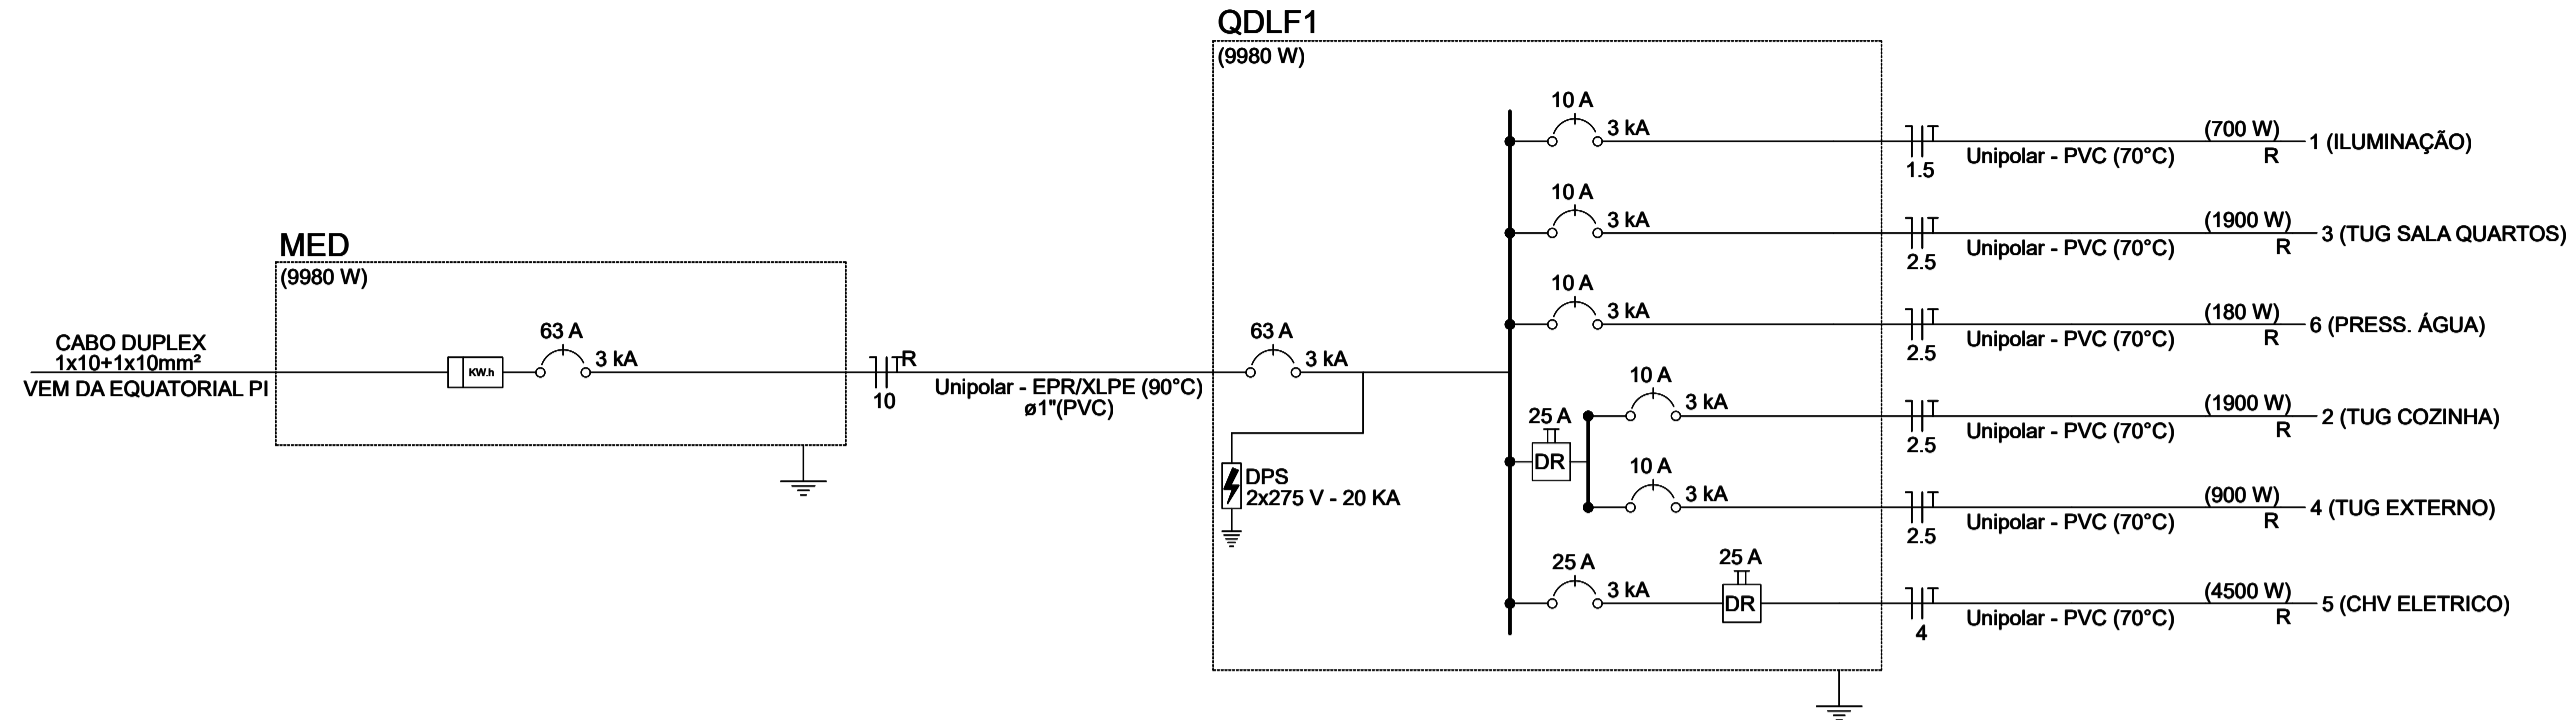 QDLF1
(9980 W)
10 A
3 kA
1.5
Unipolar - PVC (70°C)
(700 W)
R
1 (ILUMINAÇÃO)
10 A
3 kA
2.5
Unipolar - PVC (70°C)
(1900 W)
R
3 (TUG SALA QUARTOS)
10 A
3 kA
2.5
Unipolar - PVC (70°C)
(180 W)
R
6 (PRESS. ÁGUA)
MED
(9980 W)
CABO DUPLEX
1x10+1x10mm²
VEM DA EQUATORIAL PI
KW.h
63 A
3 kA
R
10
Unipolar - EPR/XLPE (90°C)
ø1"(PVC)
63 A
3 kA
DPS
2x275 V - 20 KA
25 A
DR
10 A
3 kA
2.5
Unipolar - PVC (70°C)
(1900 W)
R
2 (TUG COZINHA)
10 A
3 kA
2.5
Unipolar - PVC (70°C)
(900 W)
R
4 (TUG EXTERNO)
25 A
3 kA
25 A
DR
4
Unipolar - PVC (70°C)
(4500 W)
R
5 (CHV ELETRICO)